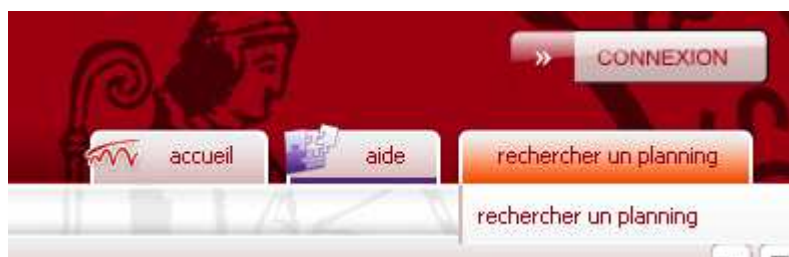 » CONNEXION
accueil aide rechercher un planning
rechercher un planning